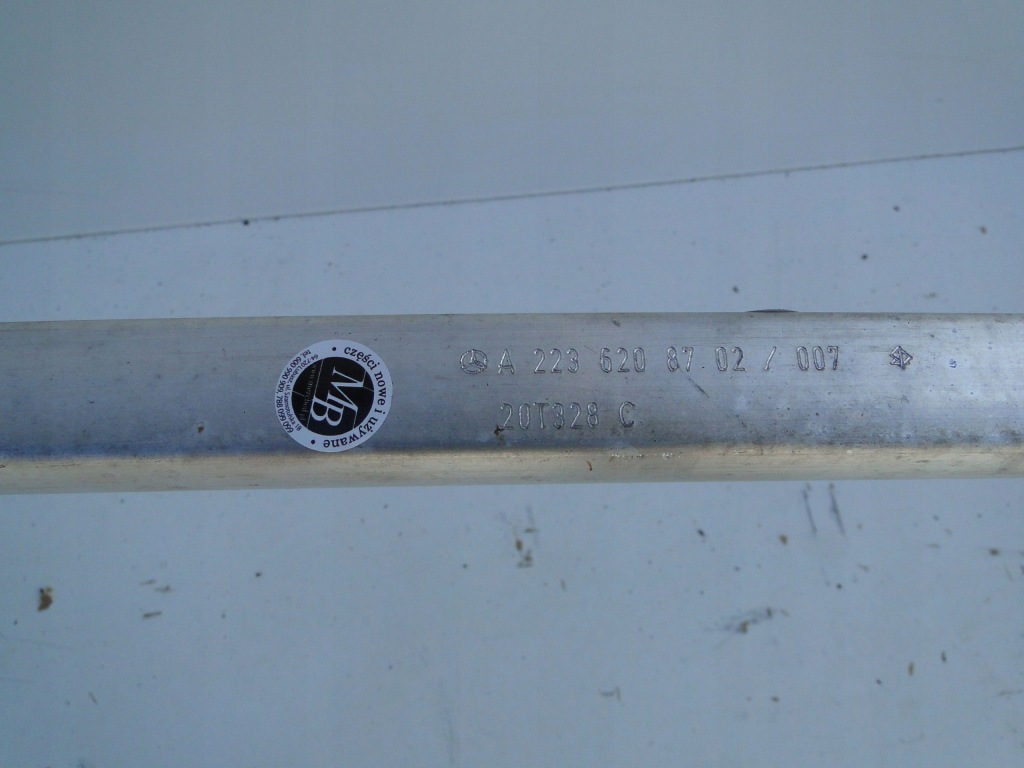 A 223 620 87 02 / 007
20T328 C
• części nowe i używane •
MB